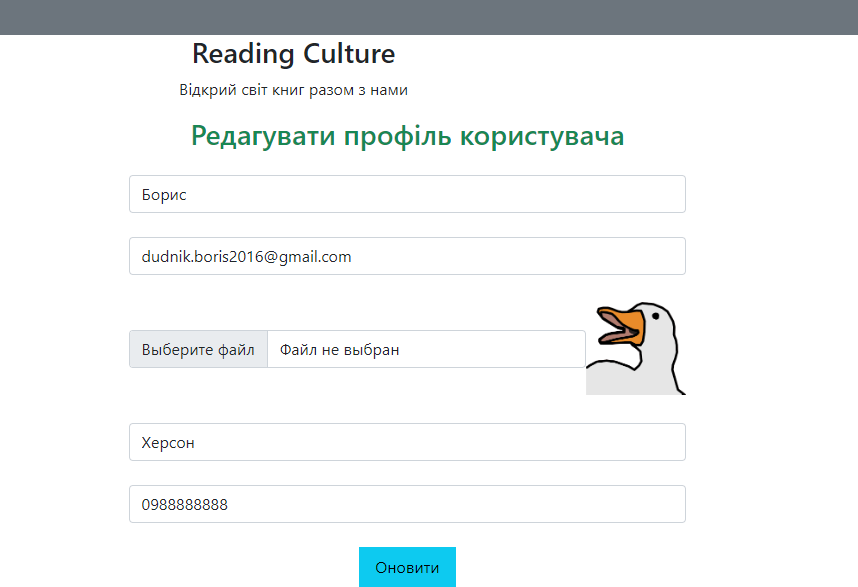 Reading Culture
Відкрий світ книг разом з нами
Редагувати профіль користувача
Борис
dudnik.boris2016@gmail.com
Выберите файл Файл не выбран
Херсон
0988888888
Оновити